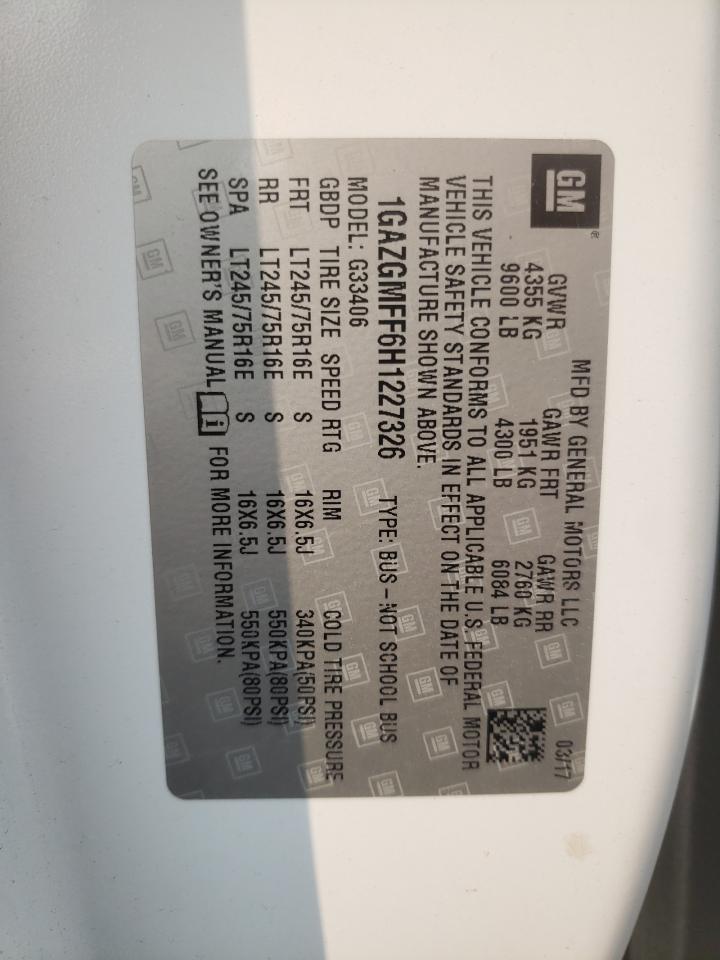 GM®
MFD BY GENERAL MOTORS LLC 03/17
GVWR GAWR FRT GAWR RR
4355 KG 1951 KG 2760 KG
9600 LB 4300 LB 6084 LB
THIS VEHICLE CONFORMS TO ALL APPLICABLE U.S. FEDERAL MOTOR
VEHICLE SAFETY STANDARDS IN EFFECT ON THE DATE OF
MANUFACTURE SHOWN ABOVE.
1GAZGMFF6H1227326 TYPE: BUS – NOT SCHOOL BUS
MODEL: G33406
GBDP TIRE SIZE SPEED RTG RIM COLD TIRE PRESSURE
FRT LT245/75R16E S 16X6.5J 340KPA(50PSI)
RR LT245/75R16E S 16X6.5J 550KPA(80PSI)
SPA LT245/75R16E S 16X6.5J 550KPA(80PSI)
SEE OWNER'S MANUAL i FOR MORE INFORMATION.